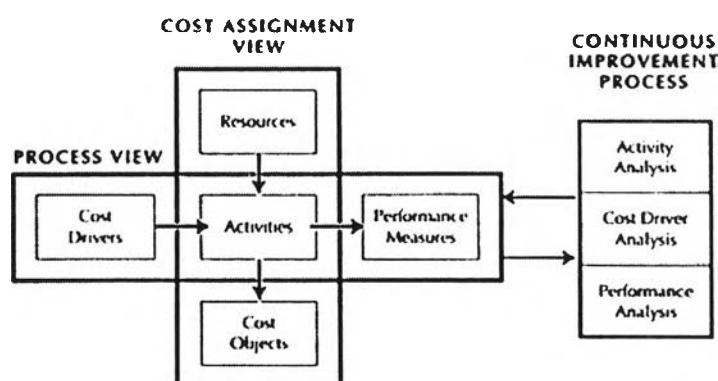 COST ASSIGNMENT
VIEW
CONTINUOUS
IMPROVEMENT
PROCESS
Resources
PROCESS VIEW
Activity
Analysis
Cost
Drivers
Activities
Performance
Measures
Cost Driver
Analysis
Cost
Objects
Performance
Analysis